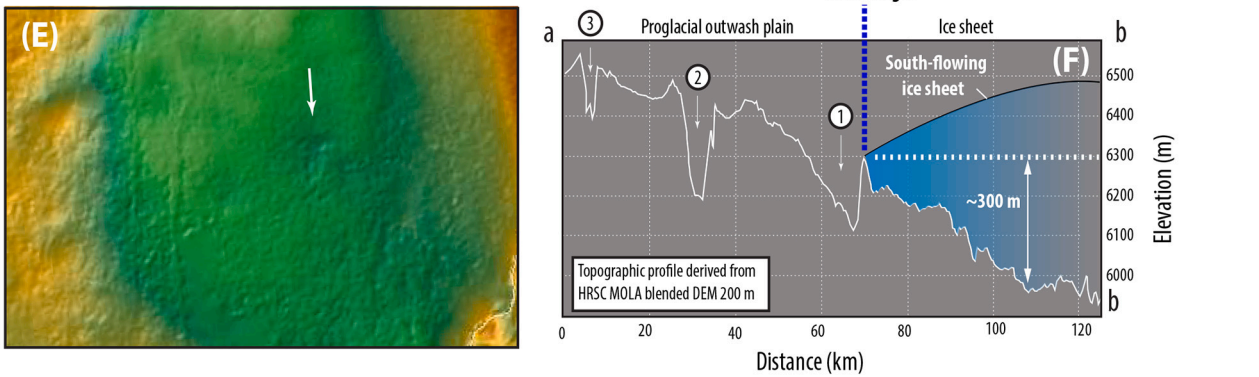 (E)
3
a
Proglacial outwash plain
Ice sheet
b
(F)
South-flowing
ice sheet
2
1
6500
6400
6300
6200
6100
6000
~300 m
Elevation (m)
Topographic profile derived from
HRSC MOLA blended DEM 200 m
b
0 20 40 60 80 100 120
Distance (km)